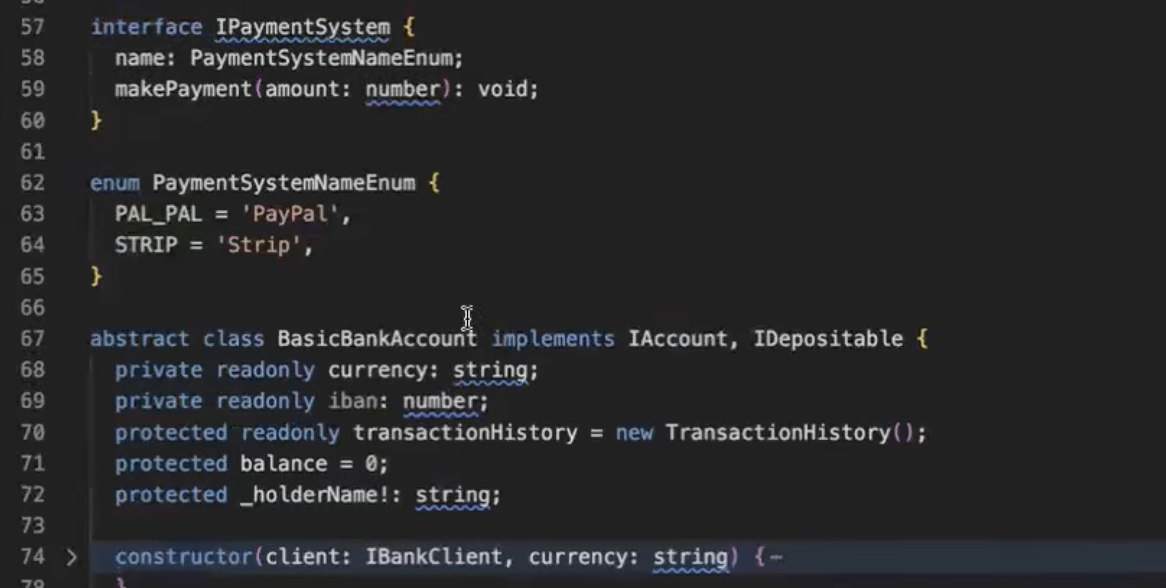 57 interface IPaymentSystem {
58 name: PaymentSystemNameEnum;
59 makePayment(amount: number): void;
60 }
61
62 enum PaymentSystemNameEnum {
63 PAL_PAL = 'PayPal',
64 STRIP = 'Strip',
65 }
66
67 abstract class BasicBankAccount implements IAccount, IDepositable {
68 private readonly currency: string;
69 private readonly iban: number;
70 protected readonly transactionHistory = new TransactionHistory();
71 protected balance = 0;
72 protected _holderName!: string;
73
74 constructor(client: IBankClient, currency: string) {
}